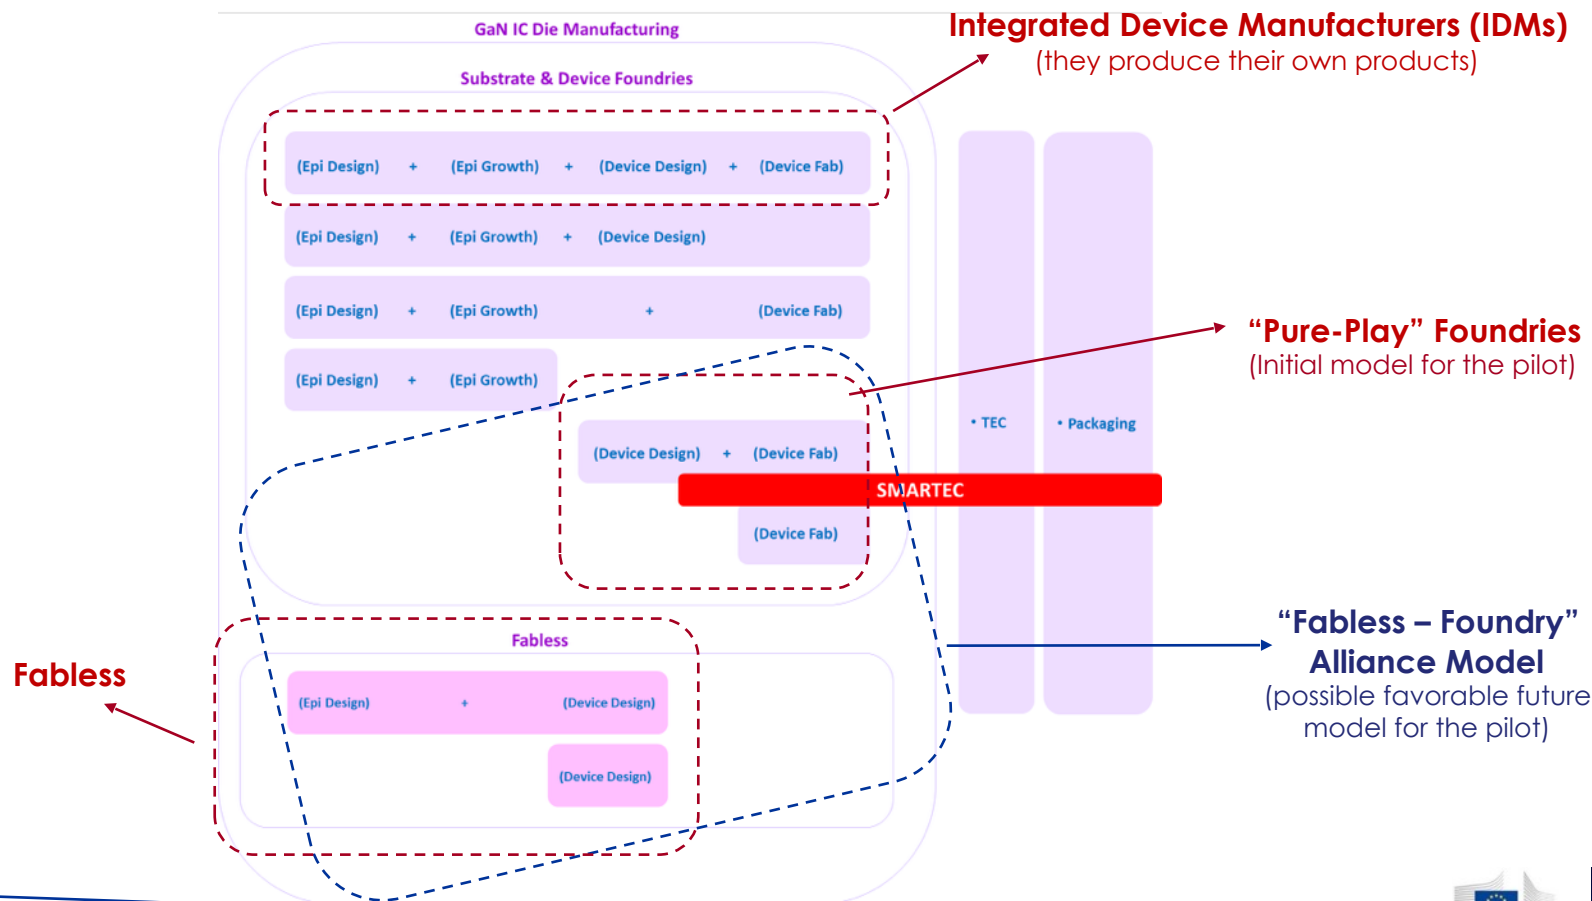 GaN IC Die Manufacturing
Integrated Device Manufacturers (IDMs)
(they produce their own products)
Substrate & Device Foundries
(Epi Design) + (Epi Growth) + (Device Design) + (Device Fab)
(Epi Design) + (Epi Growth) + (Device Design)
(Epi Design) + (Epi Growth) + (Device Fab)
“Pure-Play” Foundries
(Initial model for the pilot)
(Epi Design) + (Epi Growth)
• TEC
• Packaging
(Device Design) + (Device Fab)
SMARTEC
(Device Fab)
“Fabless – Foundry”
Alliance Model
(possible favorable future
model for the pilot)
Fabless
Fabless
(Epi Design) + (Device Design)
(Device Design)